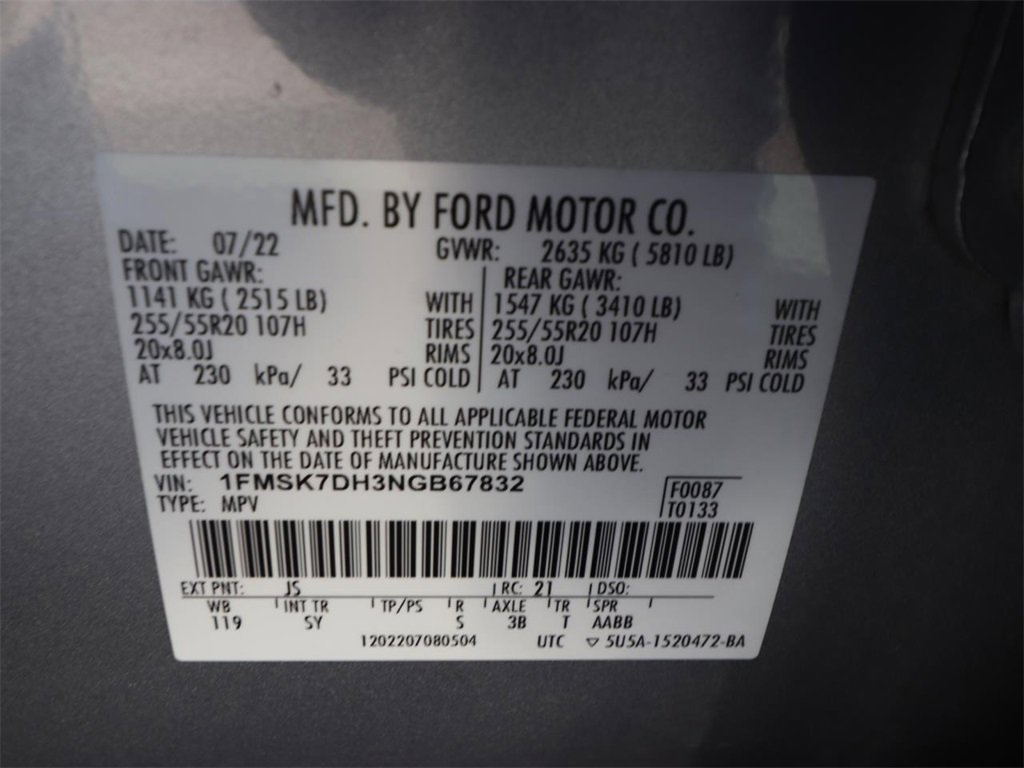 MFD. BY FORD MOTOR CO.
DATE: 07/22 GVWR: 2635 KG ( 5810 LB)
FRONT GAWR: REAR GAWR:
1141 KG ( 2515 LB) WITH 1547 KG ( 3410 LB) WITH
255/55R20 107H TIRES 255/55R20 107H TIRES
20x8.0J RIMS 20x8.0J RIMS
AT 230 kPa/ 33 PSI COLD AT 230 kPa/ 33 PSI COLD
THIS VEHICLE CONFORMS TO ALL APPLICABLE FEDERAL MOTOR
VEHICLE SAFETY AND THEFT PREVENTION STANDARDS IN
EFFECT ON THE DATE OF MANUFACTURE SHOWN ABOVE.
VIN: 1FMSK7DH3NGB67832 F0087
TYPE: MPV T0133
EXT PNT: JS RC: 21 DSO:
WB INT TR TP/PS R AXLE TR SPR
119 SY S 3B T AABB
1202207080504 UTC ▽ 5U5A-1520472-BA